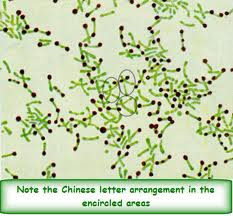 Note the Chinese letter arrangement in the
encircled areas